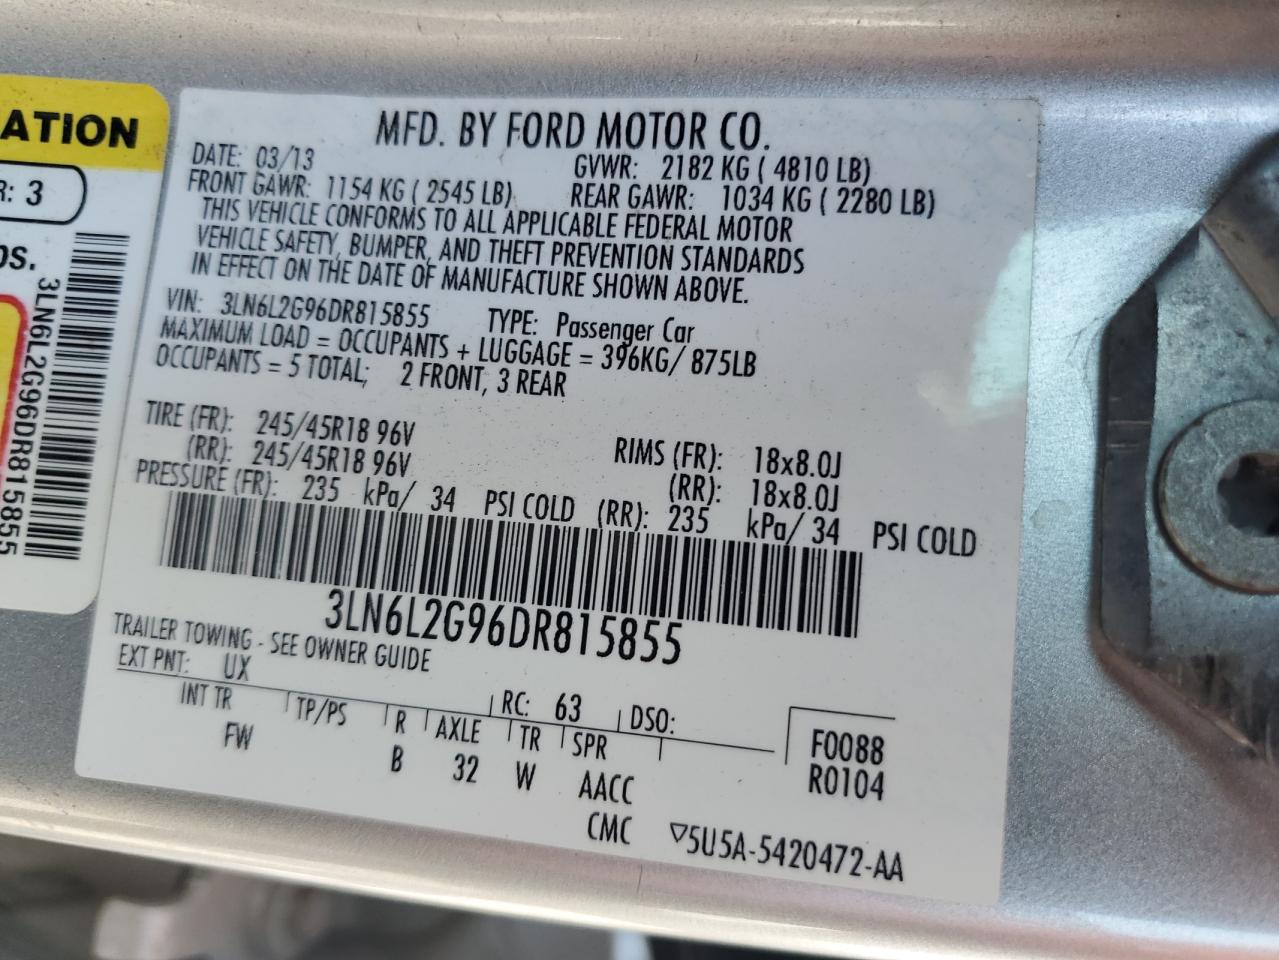 ATION
R: 3
os.
3LN6L2G96DR815855
MFD. BY FORD MOTOR CO.
DATE: 03/13 GVWR: 2182 KG ( 4810 LB)
FRONT GAWR: 1154 KG ( 2545 LB) REAR GAWR: 1034 KG ( 2280 LB)
THIS VEHICLE CONFORMS TO ALL APPLICABLE FEDERAL MOTOR
VEHICLE SAFETY, BUMPER, AND THEFT PREVENTION STANDARDS
IN EFFECT ON THE DATE OF MANUFACTURE SHOWN ABOVE.
VIN: 3LN6L2G96DR815855 TYPE: Passenger Car
MAXIMUM LOAD = OCCUPANTS + LUGGAGE = 396KG/ 875LB
OCCUPANTS = 5 TOTAL; 2 FRONT, 3 REAR
TIRE (FR): 245/45R18 96V RIMS (FR): 18x8.0J
(RR): 245/45R18 96V (RR): 18x8.0J
PRESSURE (FR): 235 kPa/ 34 PSI COLD (RR): 235 kPa/ 34 PSI COLD
3LN6L2G96DR815855
TRAILER TOWING - SEE OWNER GUIDE
EXT PNT: UX RC: 63 DSO:
INT TR TP/PS R AXLE TR SPR F0088
FW B 32 W AACC R0104
CMC ▽5U5A-5420472-AA